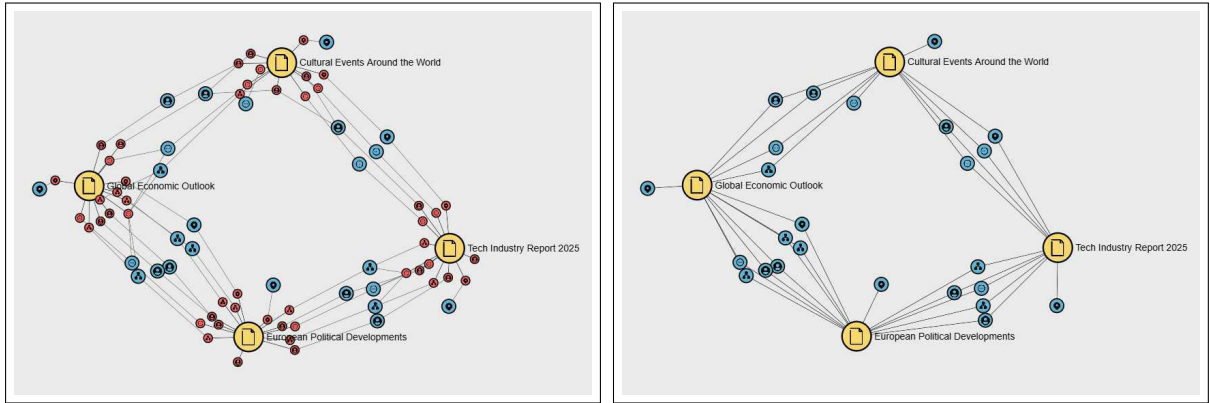 Cultural Events Around the World
Global Economic Outlook
Tech Industry Report 2025
European Political Developments
Cultural Events Around the World
Global Economic Outlook
Tech Industry Report 2025
European Political Developments